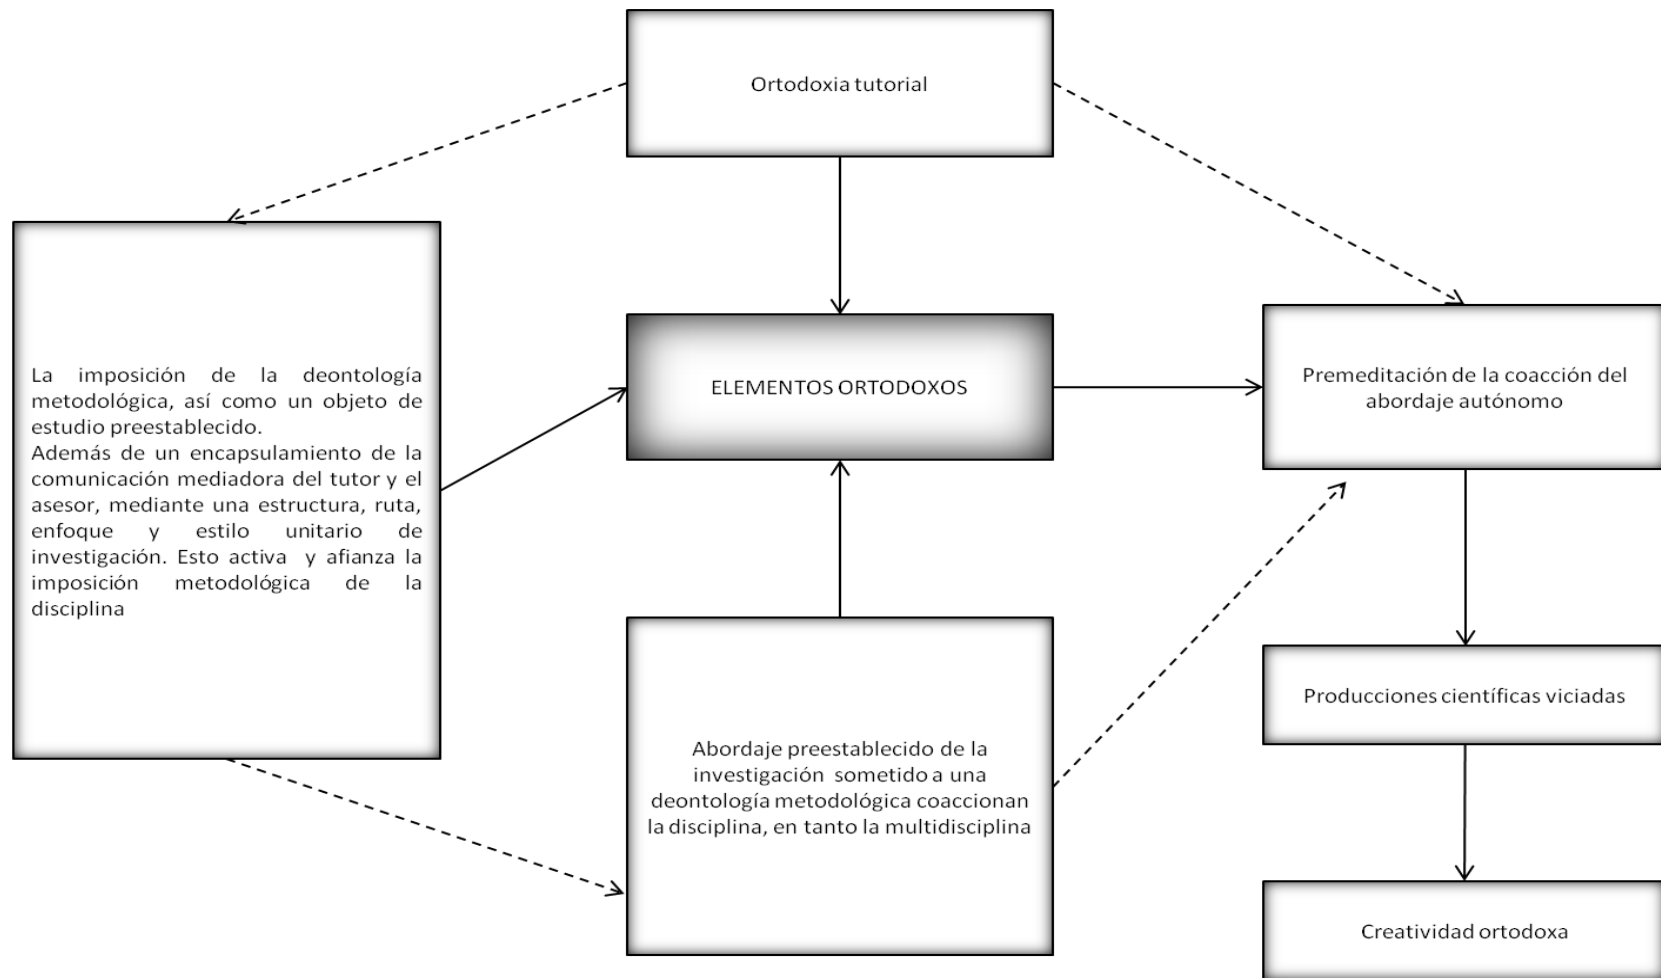 Ortodoxia tutorial
La imposición de la deontología
metodológica, así como un objeto de
estudio preestablecido.
Además de un encapsulamiento de la
comunicación mediadora del tutor y el
asesor, mediante una estructura, ruta,
enfoque y estilo unitario de
investigación. Esto activa y afianza la
imposición metodológica de la
disciplina
ELEMENTOS ORTODOXOS
Premeditación de la coacción del
abordaje autónomo
Abordaje preestablecido de la
investigación sometido a una
deontología metodológica coaccionan
la disciplina, en tanto la multidisciplina
Producciones científicas viciadas
Creatividad ortodoxa